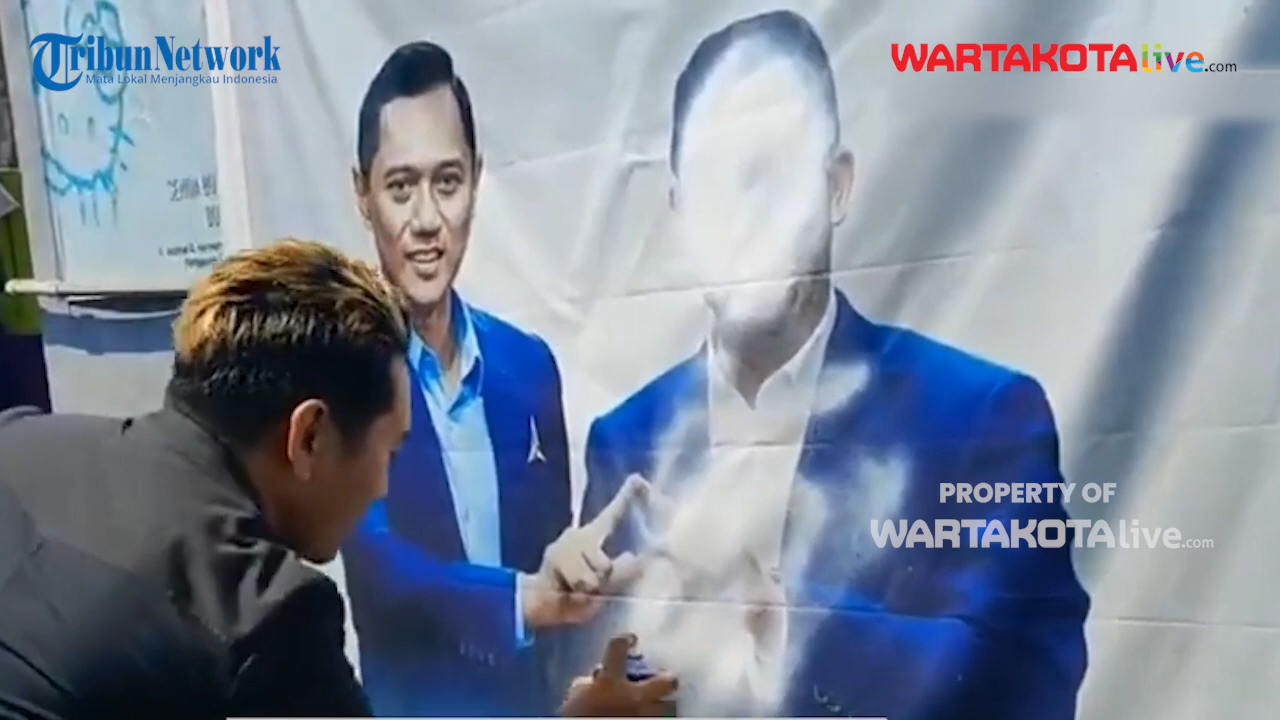 TribunNetwork
Mata Lokal Menjangkau Indonesia
WARTAKOTAlive.com
PROPERTY OF
WARTAKOTAlive.com